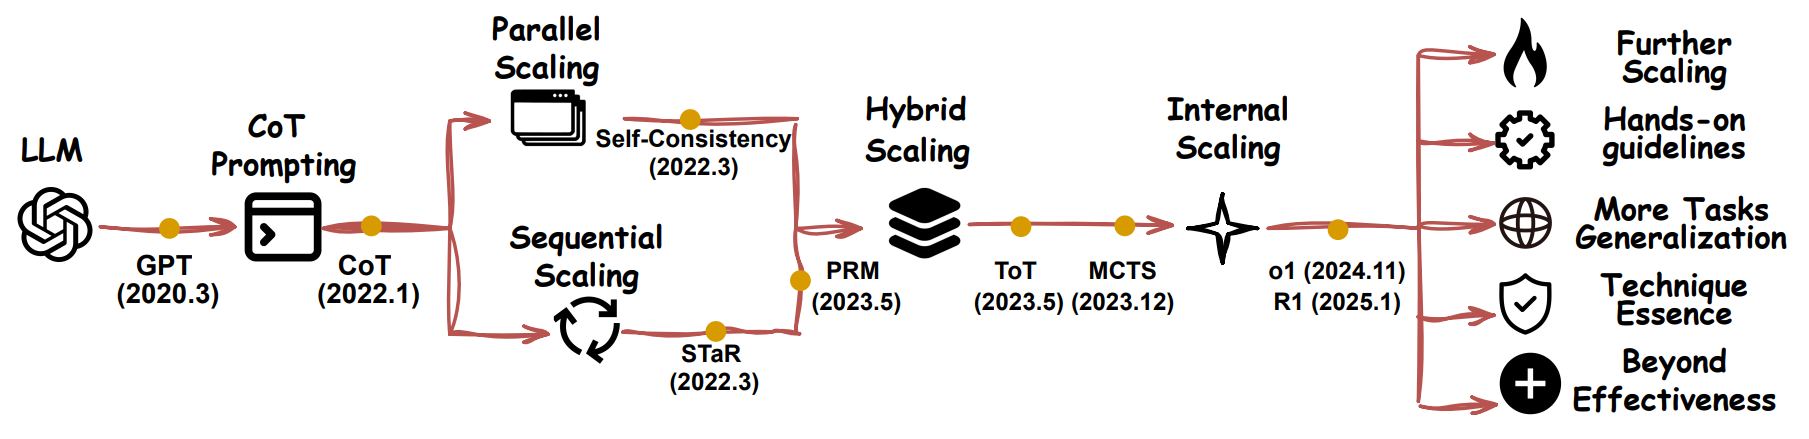 LLM
GPT
(2020.3)
CoT
Prompting
CoT
(2022.1)
Parallel
Scaling
Self-Consistency
(2022.3)
Sequential
Scaling
STaR
(2022.3)
PRM
(2023.5)
Hybrid
Scaling
ToT
(2023.5)
MCTS
(2023.12)
Internal
Scaling
o1 (2024.11)
R1 (2025.1)
Further
Scaling
Hands-on
guidelines
More Tasks
Generalization
Technique
Essence
Beyond
Effectiveness